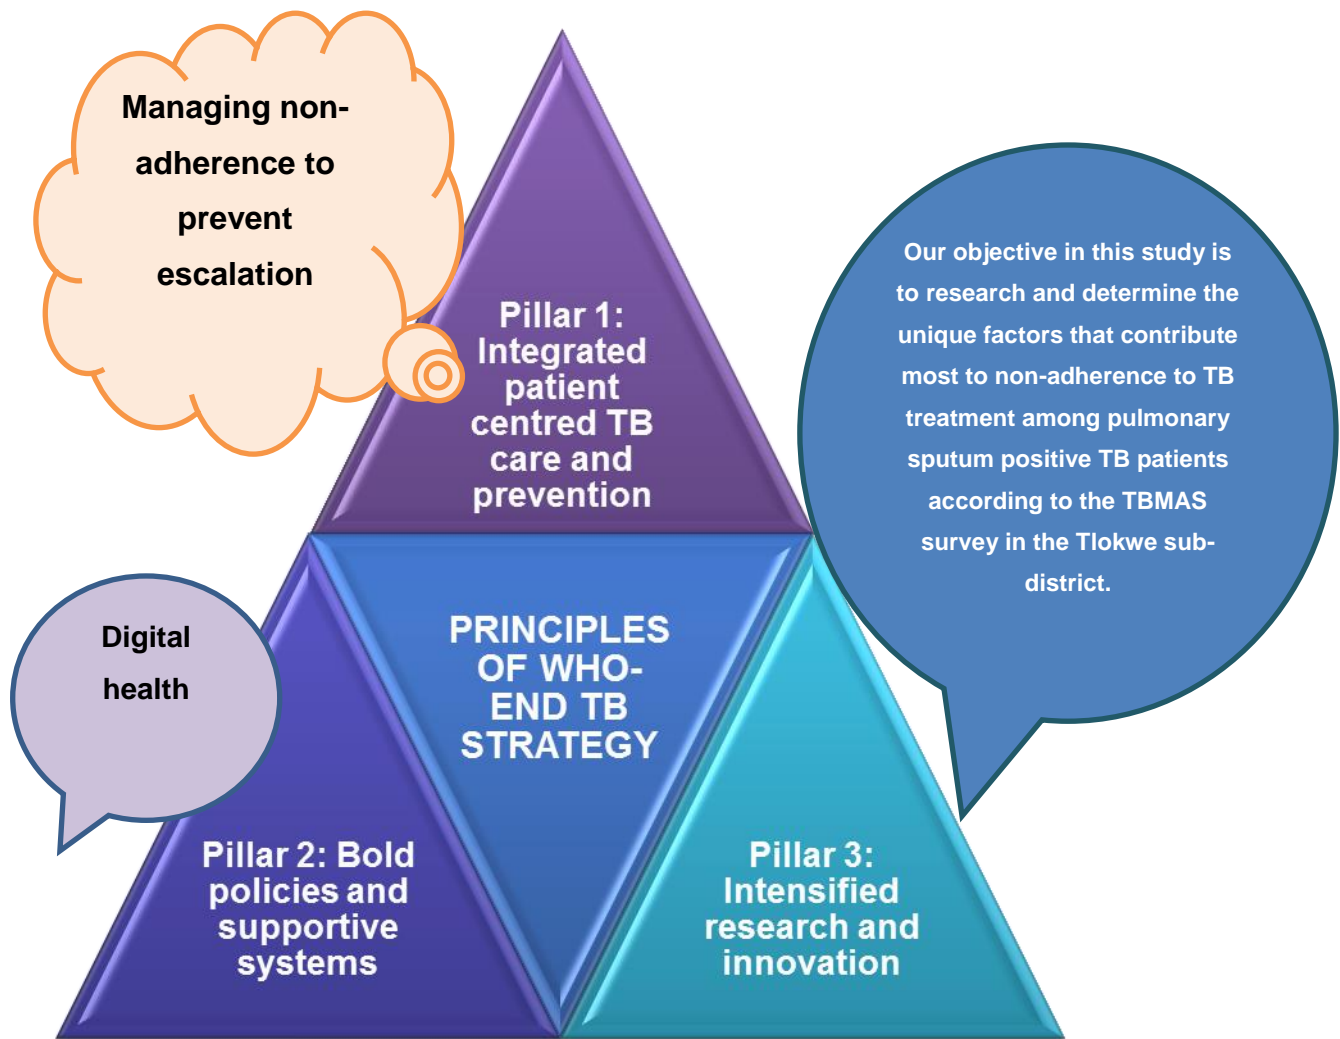 Managing non-
adherence to
prevent
escalation
Pillar 1:
Integrated
patient
centred TB
care and
prevention
Our objective in this study is
to research and determine the
unique factors that contribute
most to non-adherence to TB
treatment among pulmonary
sputum positive TB patients
according to the TBMAS
survey in the Tlokwe sub-
district.
Digital
health
PRINCIPLES
OF WHO-
END TB
STRATEGY
Pillar 2: Bold
policies and
supportive
systems
Pillar 3:
Intensified
research and
innovation